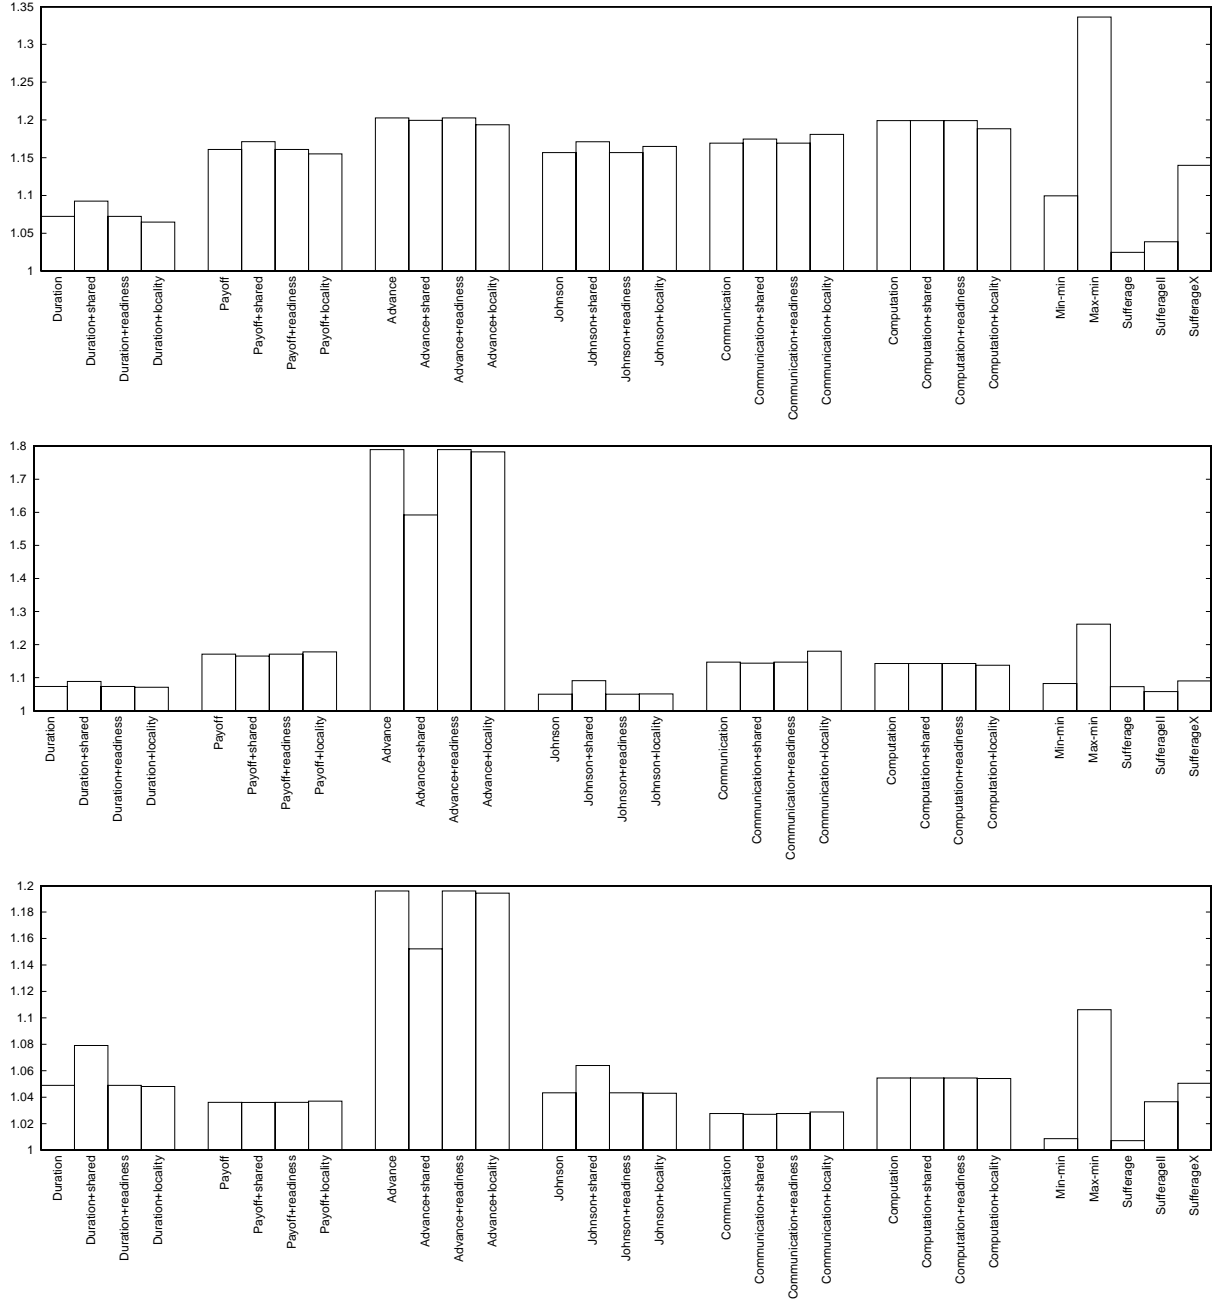 1.35
1.3
1.25
1.2
1.15
1.1
1.05
1
Duration
Duration+shared
Duration+readiness
Duration+locality
Payoff
Payoff+shared
Payoff+readiness
Payoff+locality
Advance
Advance+shared
Advance+readiness
Advance+locality
Johnson
Johnson+shared
Johnson+readiness
Johnson+locality
Communication
Communication+shared
Communication+readiness
Communication+locality
Computation
Computation+shared
Computation+readiness
Computation+locality
Min-min
Max-min
Sufferage
SufferageII
SufferageX
1.8
1.7
1.6
1.5
1.4
1.3
1.2
1.1
1
Duration
Duration+shared
Duration+readiness
Duration+locality
Payoff
Payoff+shared
Payoff+readiness
Payoff+locality
Advance
Advance+shared
Advance+readiness
Advance+locality
Johnson
Johnson+shared
Johnson+readiness
Johnson+locality
Communication
Communication+shared
Communication+readiness
Communication+locality
Computation
Computation+shared
Computation+readiness
Computation+locality
Min-min
Max-min
Sufferage
SufferageII
SufferageX
1.2
1.18
1.16
1.14
1.12
1.1
1.08
1.06
1.04
1.02
1
Duration
Duration+shared
Duration+readiness
Duration+locality
Payoff
Payoff+shared
Payoff+readiness
Payoff+locality
Advance
Advance+shared
Advance+readiness
Advance+locality
Johnson
Johnson+shared
Johnson+readiness
Johnson+locality
Communication
Communication+shared
Communication+readiness
Communication+locality
Computation
Computation+shared
Computation+readiness
Computation+locality
Min-min
Max-min
Sufferage
SufferageII
SufferageX